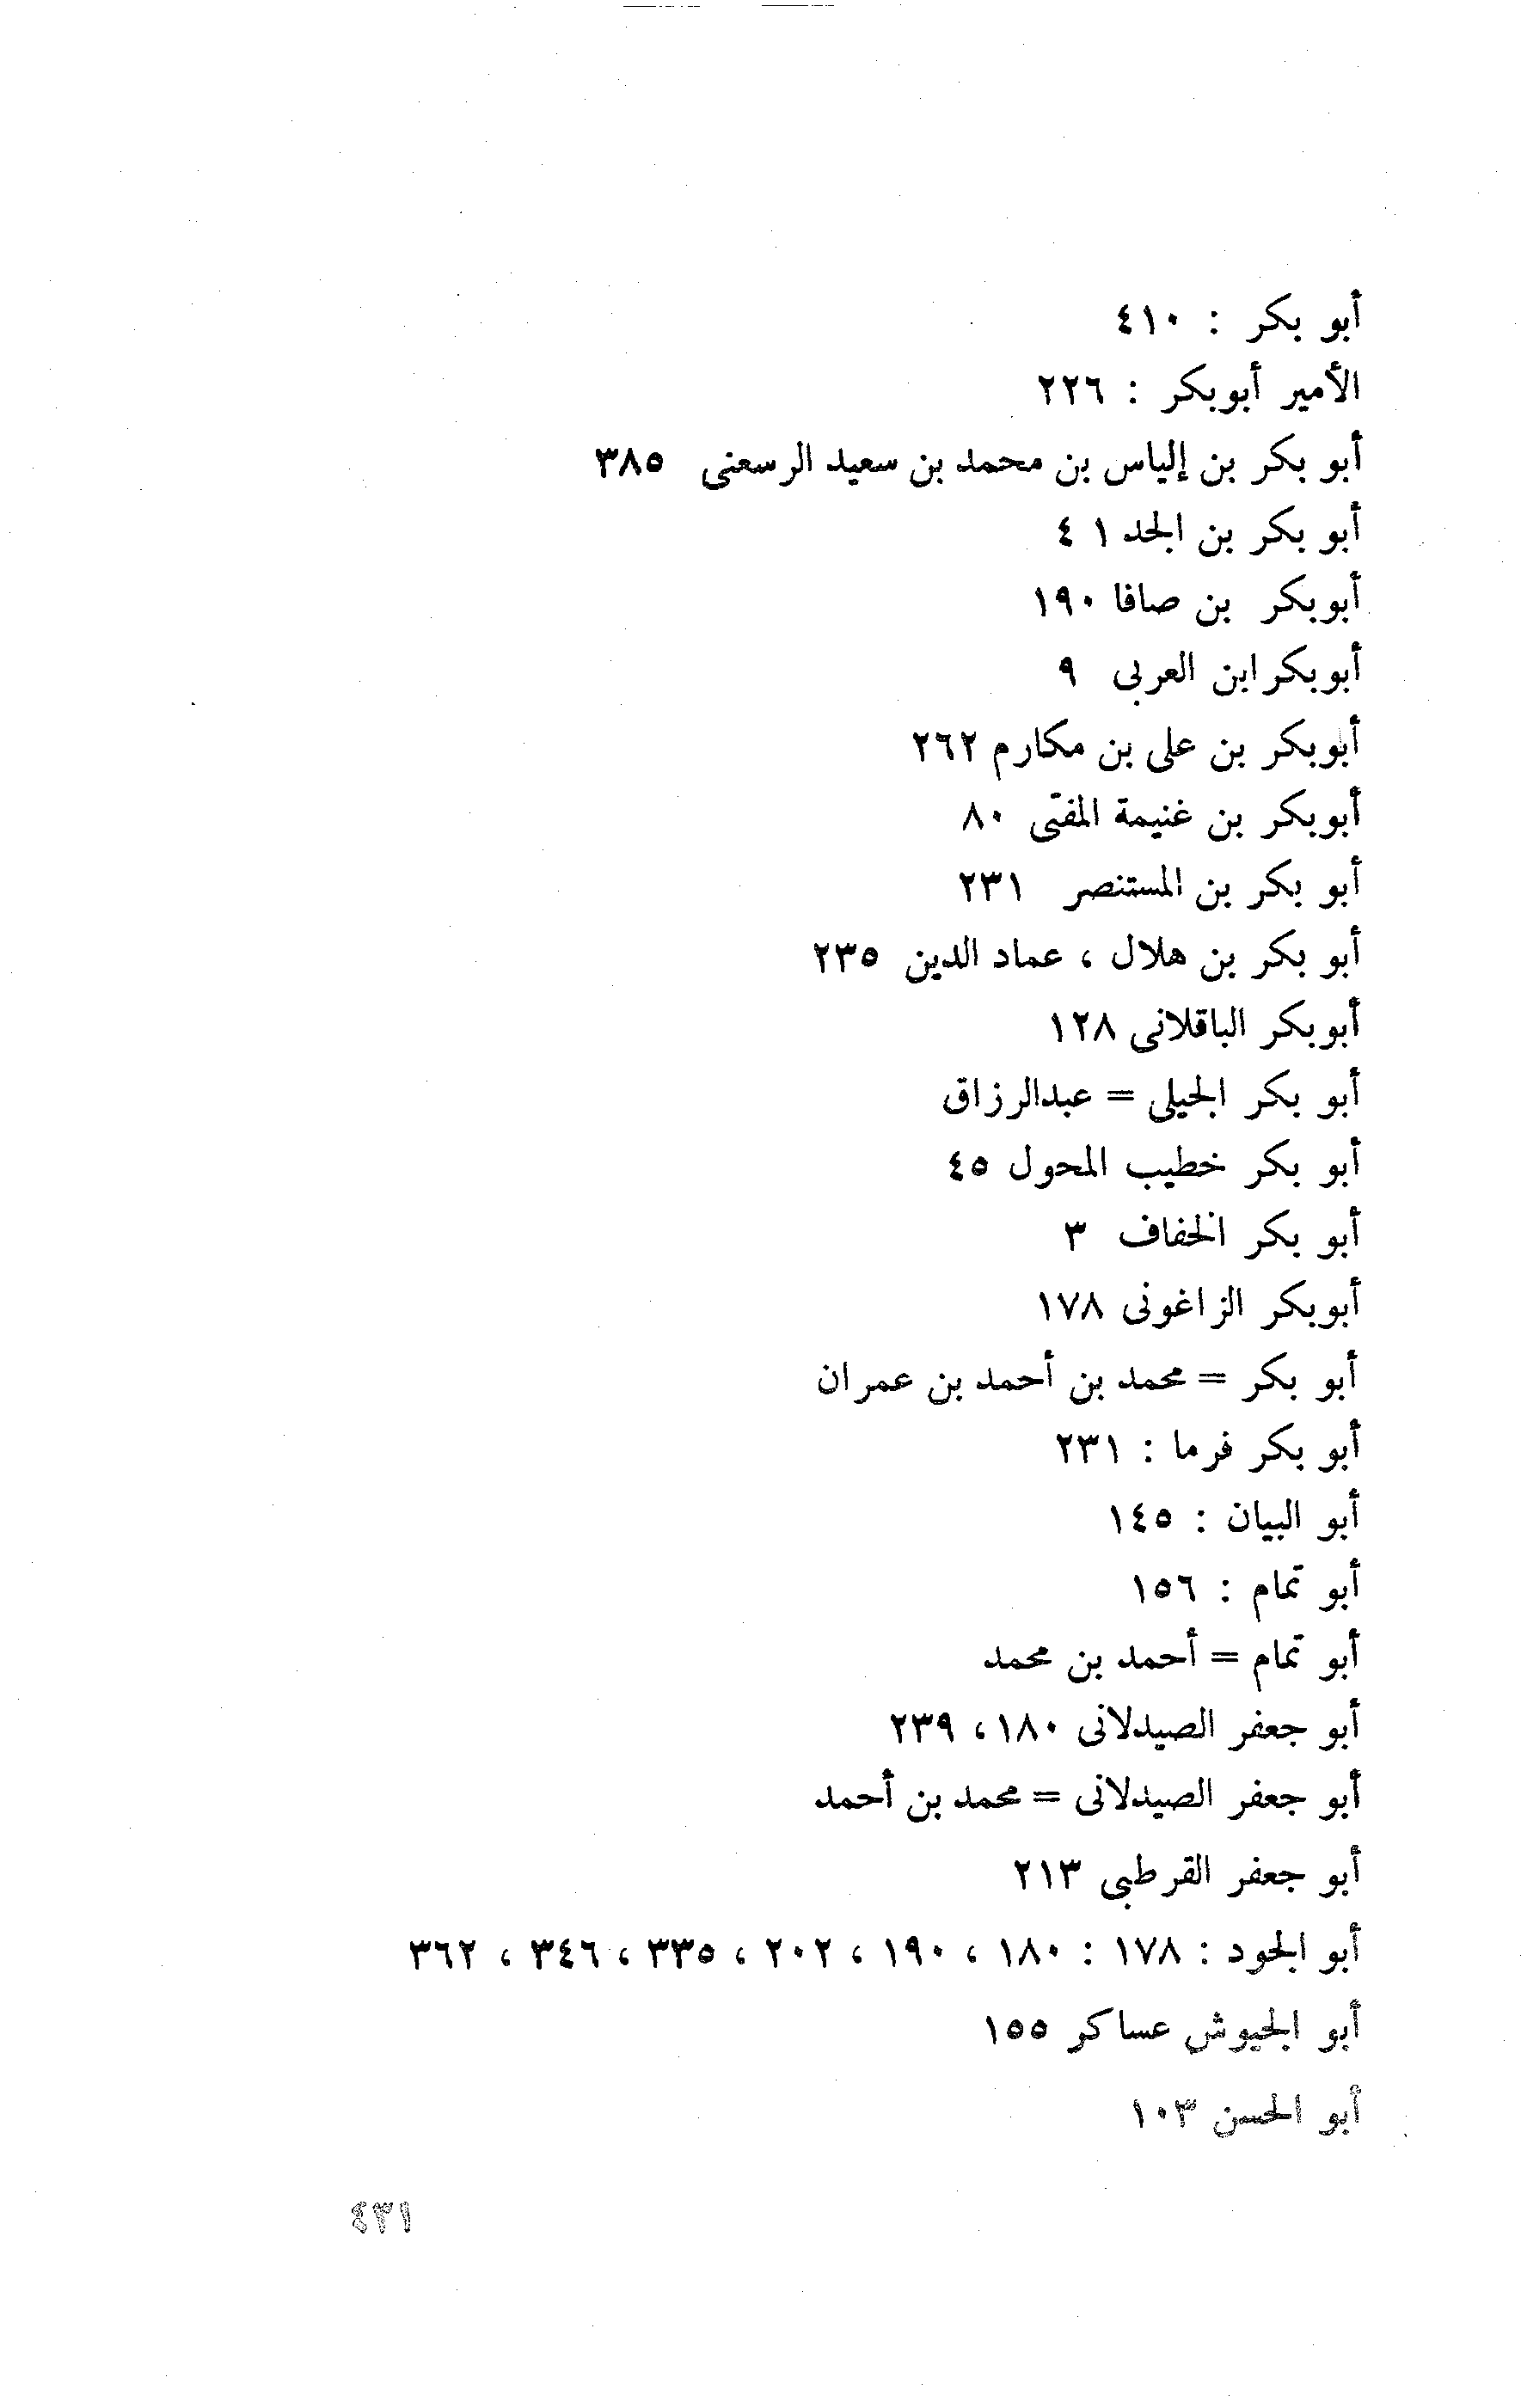 أبو بكر : ٤١٠
الأمير أبوبكر : ٢٢٦
أبو بكر بن إلياس بن محمد بن سعيد الرسعنى ٣٨٥
أبو بكر بن الجد ٤١
أبوبكر بن صافا ١٩٠
أبوبكر ابن العربى ٩
أبوبكر بن على بن مكارم ٢٦٢
أبوبكر بن غنيمة المفتى ٨٠
أبو بكر بن المستنصر ٢٣١
أبو بكر بن هلال ، عماد الدين ٢٣٥
أبوبكر الباقلانى ١٢٨
أبو بكر الجيلى = عبدالرزاق
أبو بكر خطيب المحول ٤٥
أبو بكر الخفاف ٣
أبوبكر الزاغونى ١٧٨
أبو بكر = محمد بن أحمد بن عمران
أبو بكر فرما : ٢٣١
أبو البيان : ١٤٥
أبو تمام : ١٥٦
أبو تمام = أحمد بن محمد
أبو جعفر الصيدلانى ١٨٠، ٢٣٩
أبو جعفر الصيدلانى = محمد بن أحمد
أبو جعفر القرطبى ٢١٣
أبو الجود : ١٧٨ : ١٨٠ ، ١٩٠ ، ٢٠٢ ، ٣٣٥ ، ٣٤٦ ، ٣٦٢
أبو الجيوش عساكر ١٥٥
أبو الحسن ١٠٣
٤٣١